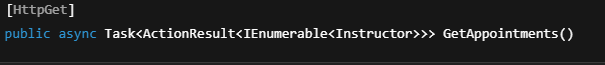 [HttpGet]
public async Task<ActionResult<IEnumerable<Instructor>>> GetAppointments()